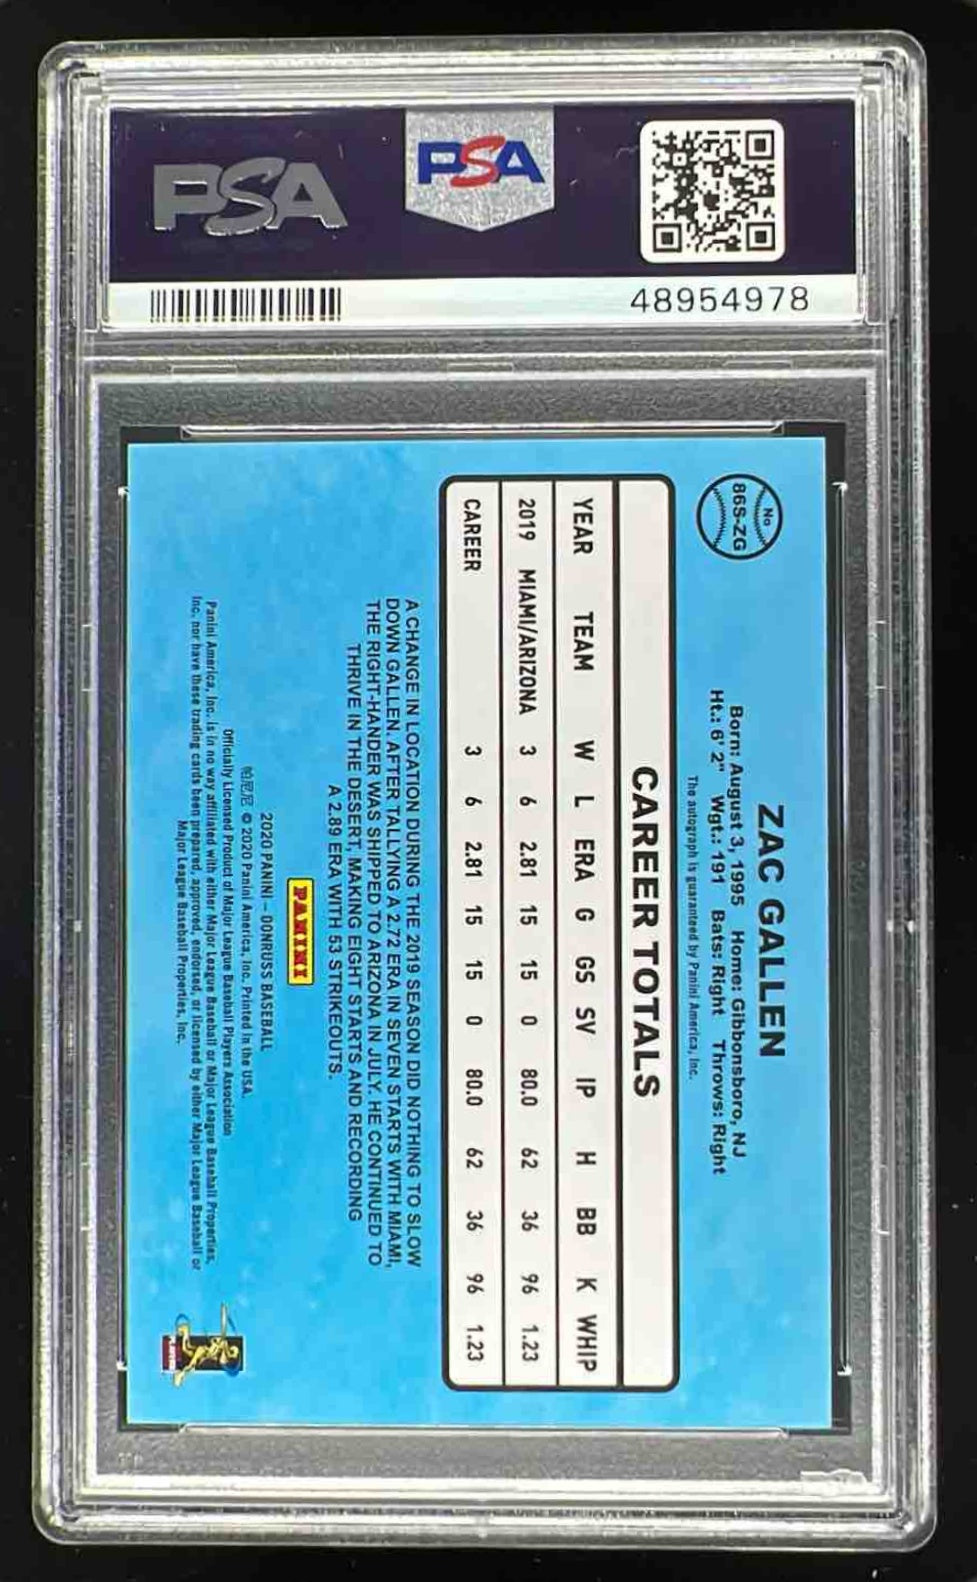 PSA
PSA
48954978
No
86S-ZG
ZAC GALLEN
Born: August 3, 1995 Home: Gibbonsboro, NJ
Ht.: 6' 2" Wgt.: 191 Bats: Right Throws: Right
The autograph is guaranteed by Panini America, Inc.
CAREER TOTALS
YEAR TEAM W L ERA G GS SV IP H BB K WHIP
2019 MIAMI/ARIZONA 3 6 2.81 15 15 0 80.0 62 36 96 1.23
CAREER 3 6 2.81 15 15 0 80.0 62 36 96 1.23
A CHANGE IN LOCATION DURING THE 2019 SEASON DID NOTHING TO SLOW
DOWN GALLEN. AFTER TALLYING A 2.72 ERA IN SEVEN STARTS WITH MIAMI,
THE RIGHT-HANDER WAS SHIPPED TO ARIZONA IN JULY. HE CONTINUED TO
THRIVE IN THE DESERT, MAKING EIGHT STARTS AND RECORDING
A 2.89 ERA WITH 53 STRIKEOUTS.
PANINI
2020 PANINI – DONRUSS BASEBALL
帕尼尼 © 2020 Panini America, Inc. Printed in the USA.
Officially Licensed Product of Major League Baseball Players Association
Panini America, Inc. is in no way affiliated with either Major League Baseball or Major League Baseball Properties,
Inc. nor have these trading cards been prepared, approved, endorsed, or licensed by either Major League Baseball or
Major League Baseball Properties, Inc.